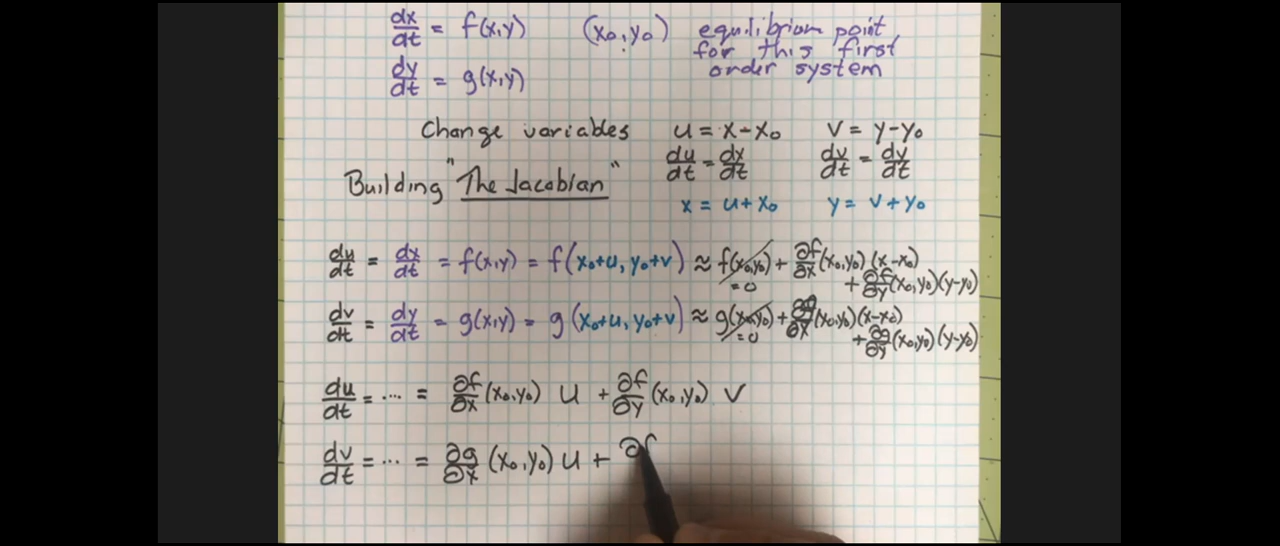 dx/dt = f(x,y) (x₀,y₀) equilibrium point
for this first
dy/dt = g(x,y) order system
Change variables u = x-x₀ v = y-y₀
du/dt = dx/dt dv/dt = dy/dt
Building "The Jacobian"
x = u+x₀ y = v+y₀
du/dt = dx/dt = f(x,y) = f(x₀+u, y₀+v) ≈ f(x₀,y₀) + ∂f/∂x (x₀,y₀)(x-x₀)
=0 + ∂f/∂y (x₀,y₀)(y-y₀)
dv/dt = dy/dt = g(x,y) = g(x₀+u, y₀+v) ≈ g(x₀,y₀) + ∂g/∂x (x₀,y₀)(x-x₀)
=0 + ∂g/∂y (x₀,y₀)(y-y₀)
du/dt = ... = ∂f/∂x (x₀,y₀) u + ∂f/∂y (x₀,y₀) v
dv/dt = ... = ∂g/∂x (x₀,y₀) u + ∂f